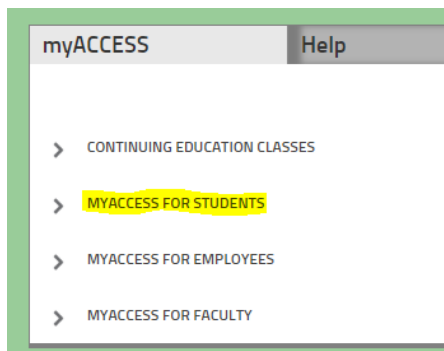 myACCESS Help
CONTINUING EDUCATION CLASSES
MYACCESS FOR STUDENTS
MYACCESS FOR EMPLOYEES
MYACCESS FOR FACULTY